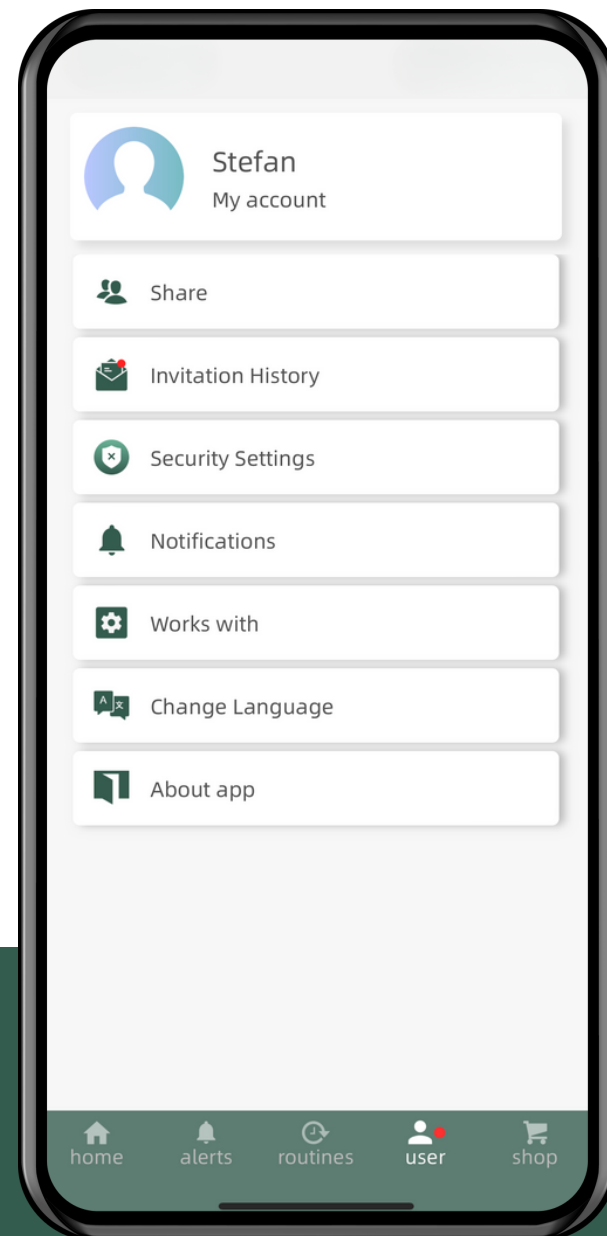 Stefan
My account
Share
Invitation History
Security Settings
Notifications
Works with
Change Language
About app
home alerts routines user shop